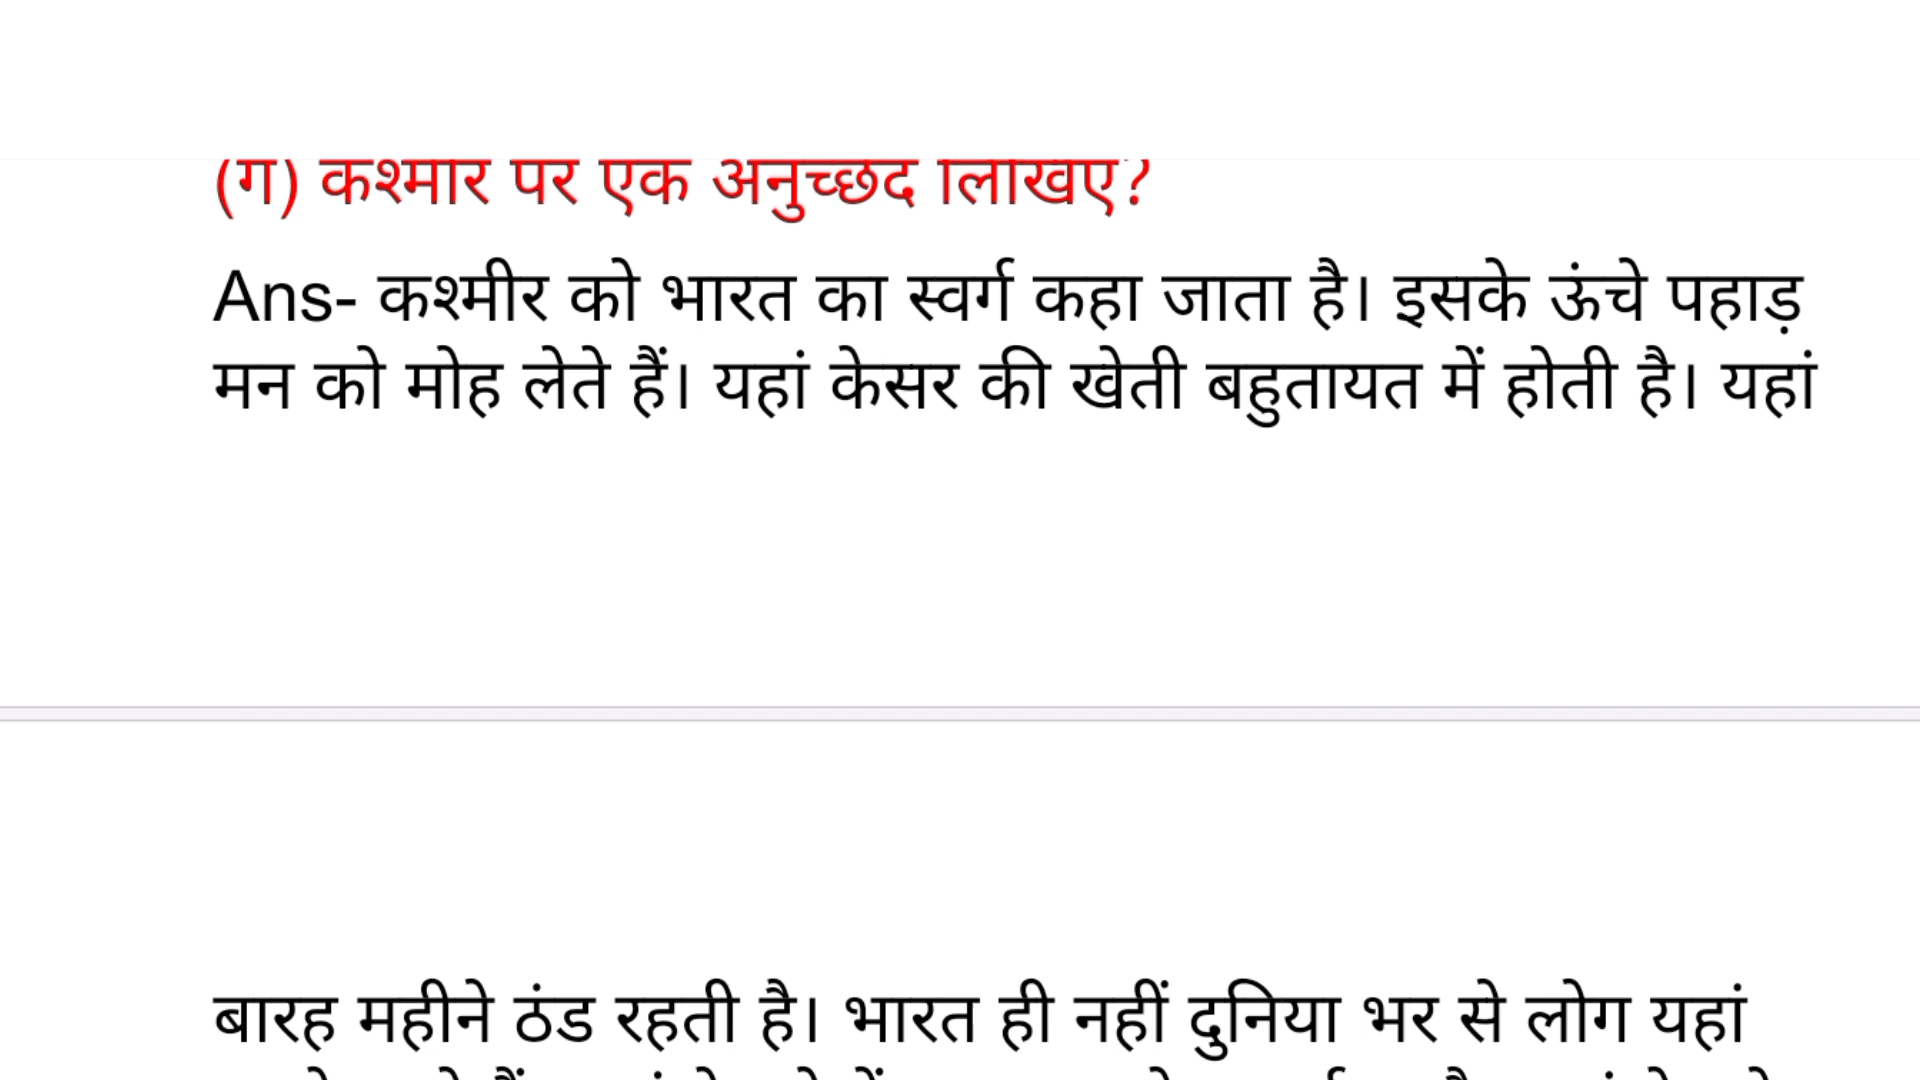 (ग) कश्मीर पर एक अनुच्छेद लिखिए?
Ans- कश्मीर को भारत का स्वर्ग कहा जाता है। इसके ऊंचे पहाड़
मन को मोह लेते हैं। यहां केसर की खेती बहुतायत में होती है। यहां
बारह महीने ठंड रहती है। भारत ही नहीं दुनिया भर से लोग यहां